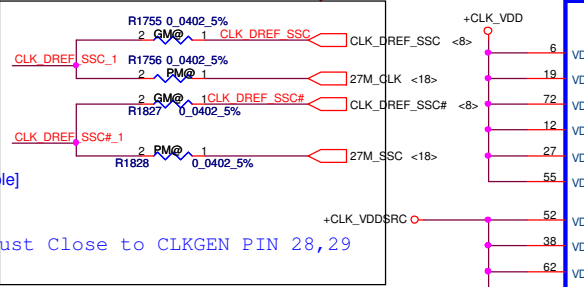 R1755 0_0402_5%
+CLK_VDD
2 GM@ 1 CLK_DREF_SSC
CLK_DREF_SSC <8>
CLK_DREF_SSC_1
R1756 0_0402_5%
6
2 PM@ 1
27M_CLK <18>
19
2 GM@ 1 CLK_DREF_SSC#
CLK_DREF_SSC# <8>
72
R1827 0_0402_5%
12
CLK_DREF_SSC#_1
2 PM@ 1
27M_SSC <18>
27
R1828 0_0402_5%
55
+CLK_VDDSRC
52
ust Close to CLKGEN PIN 28,29
38
62